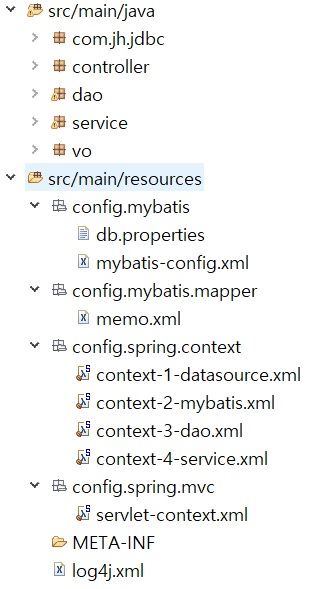 src/main/java
com.jh.jdbc
controller
dao
service
vo
src/main/resources
config.mybatis
db.properties
mybatis-config.xml
config.mybatis.mapper
memo.xml
config.spring.context
context-1-datasource.xml
context-2-mybatis.xml
context-3-dao.xml
context-4-service.xml
config.spring.mvc
servlet-context.xml
META-INF
log4j.xml